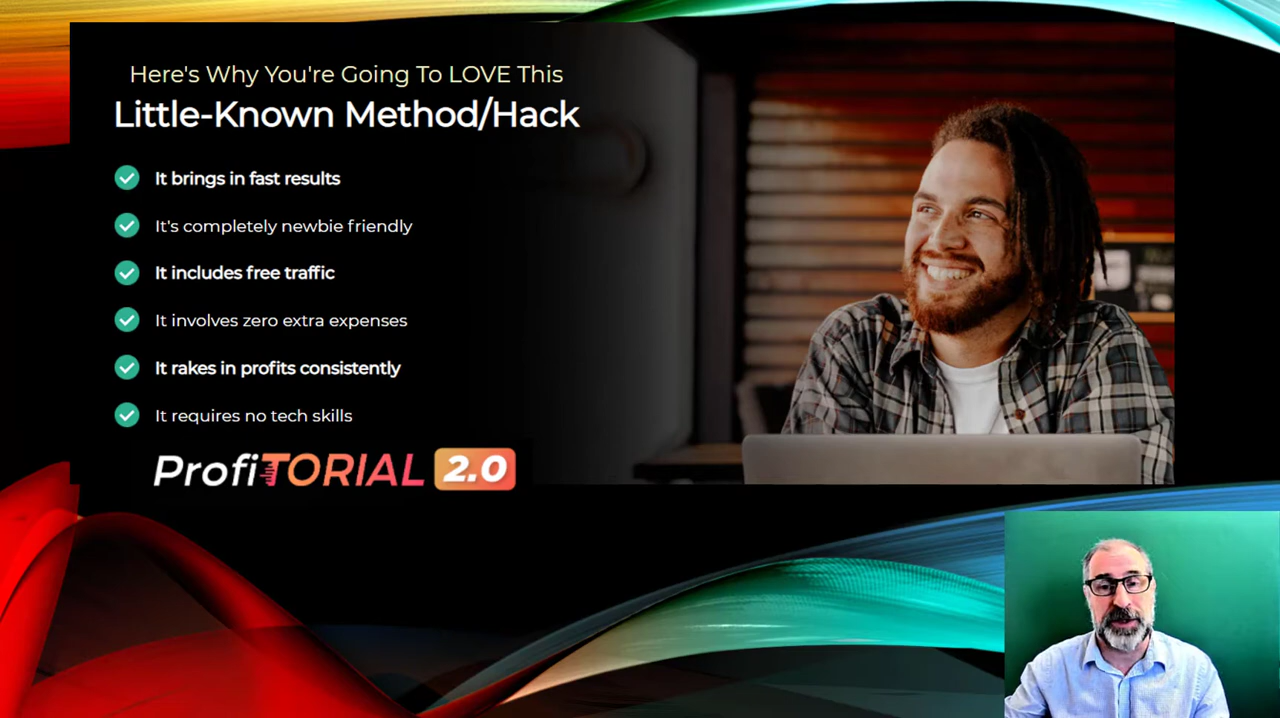 Here's Why You're Going To LOVE This
Little-Known Method/Hack
It brings in fast results
It's completely newbie friendly
It includes free traffic
It involves zero extra expenses
It rakes in profits consistently
It requires no tech skills
ProfiTORIAL 2.0